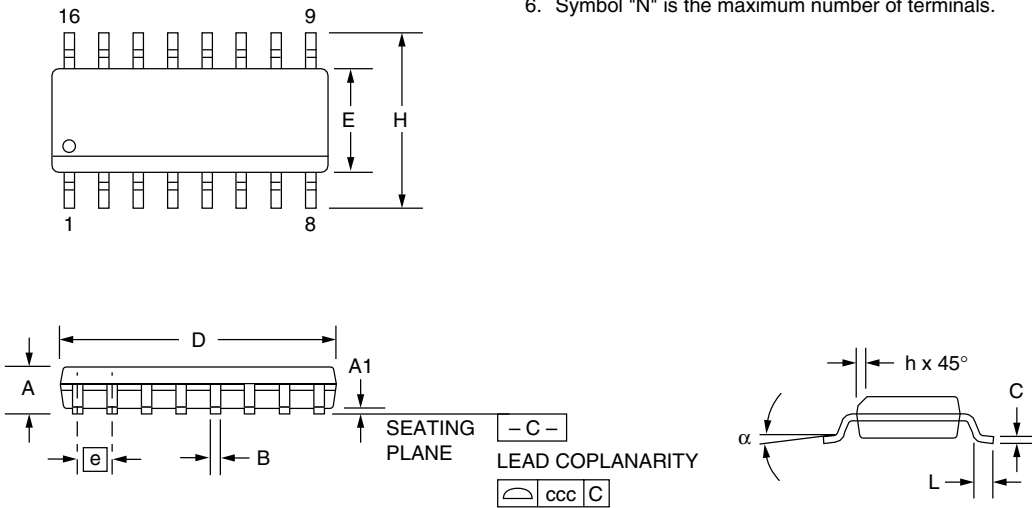 6. Symbol "N" is the maximum number of terminals.
16
9
E
H
1
8
D
A
A1
e
B
SEATING
PLANE
– C –
LEAD COPLANARITY
⌓ ccc C
h x 45°
C
α
L